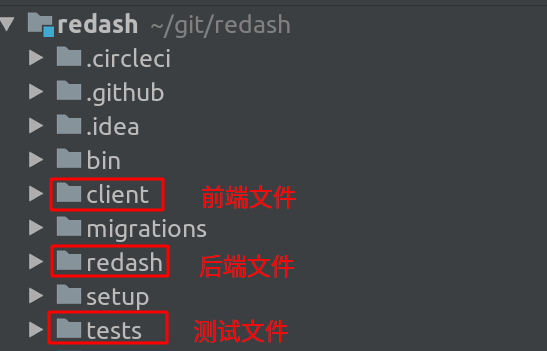 redash ~/git/redash
.circleci
.github
.idea
bin
client 前端文件
migrations
redash 后端文件
setup
tests 测试文件